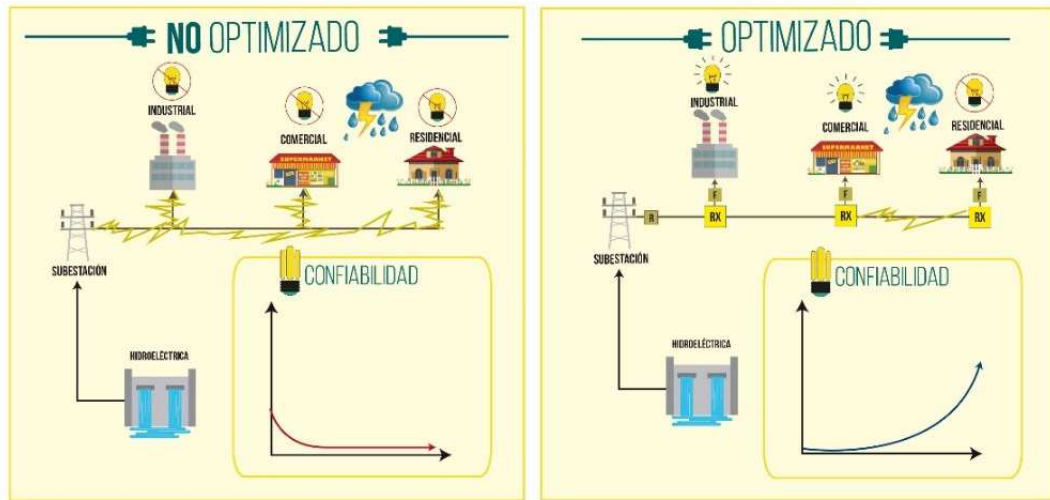 NO OPTIMIZADO
INDUSTRIAL
COMERCIAL
SUPERMARKET
RESIDENCIAL
SUBESTACIÓN
HIDROELÉCTRICA
CONFIABILIDAD
OPTIMIZADO
INDUSTRIAL
COMERCIAL
SUPERMARKET
RESIDENCIAL
F
F
F
R
RX
RX
RX
SUBESTACIÓN
HIDROELÉCTRICA
CONFIABILIDAD